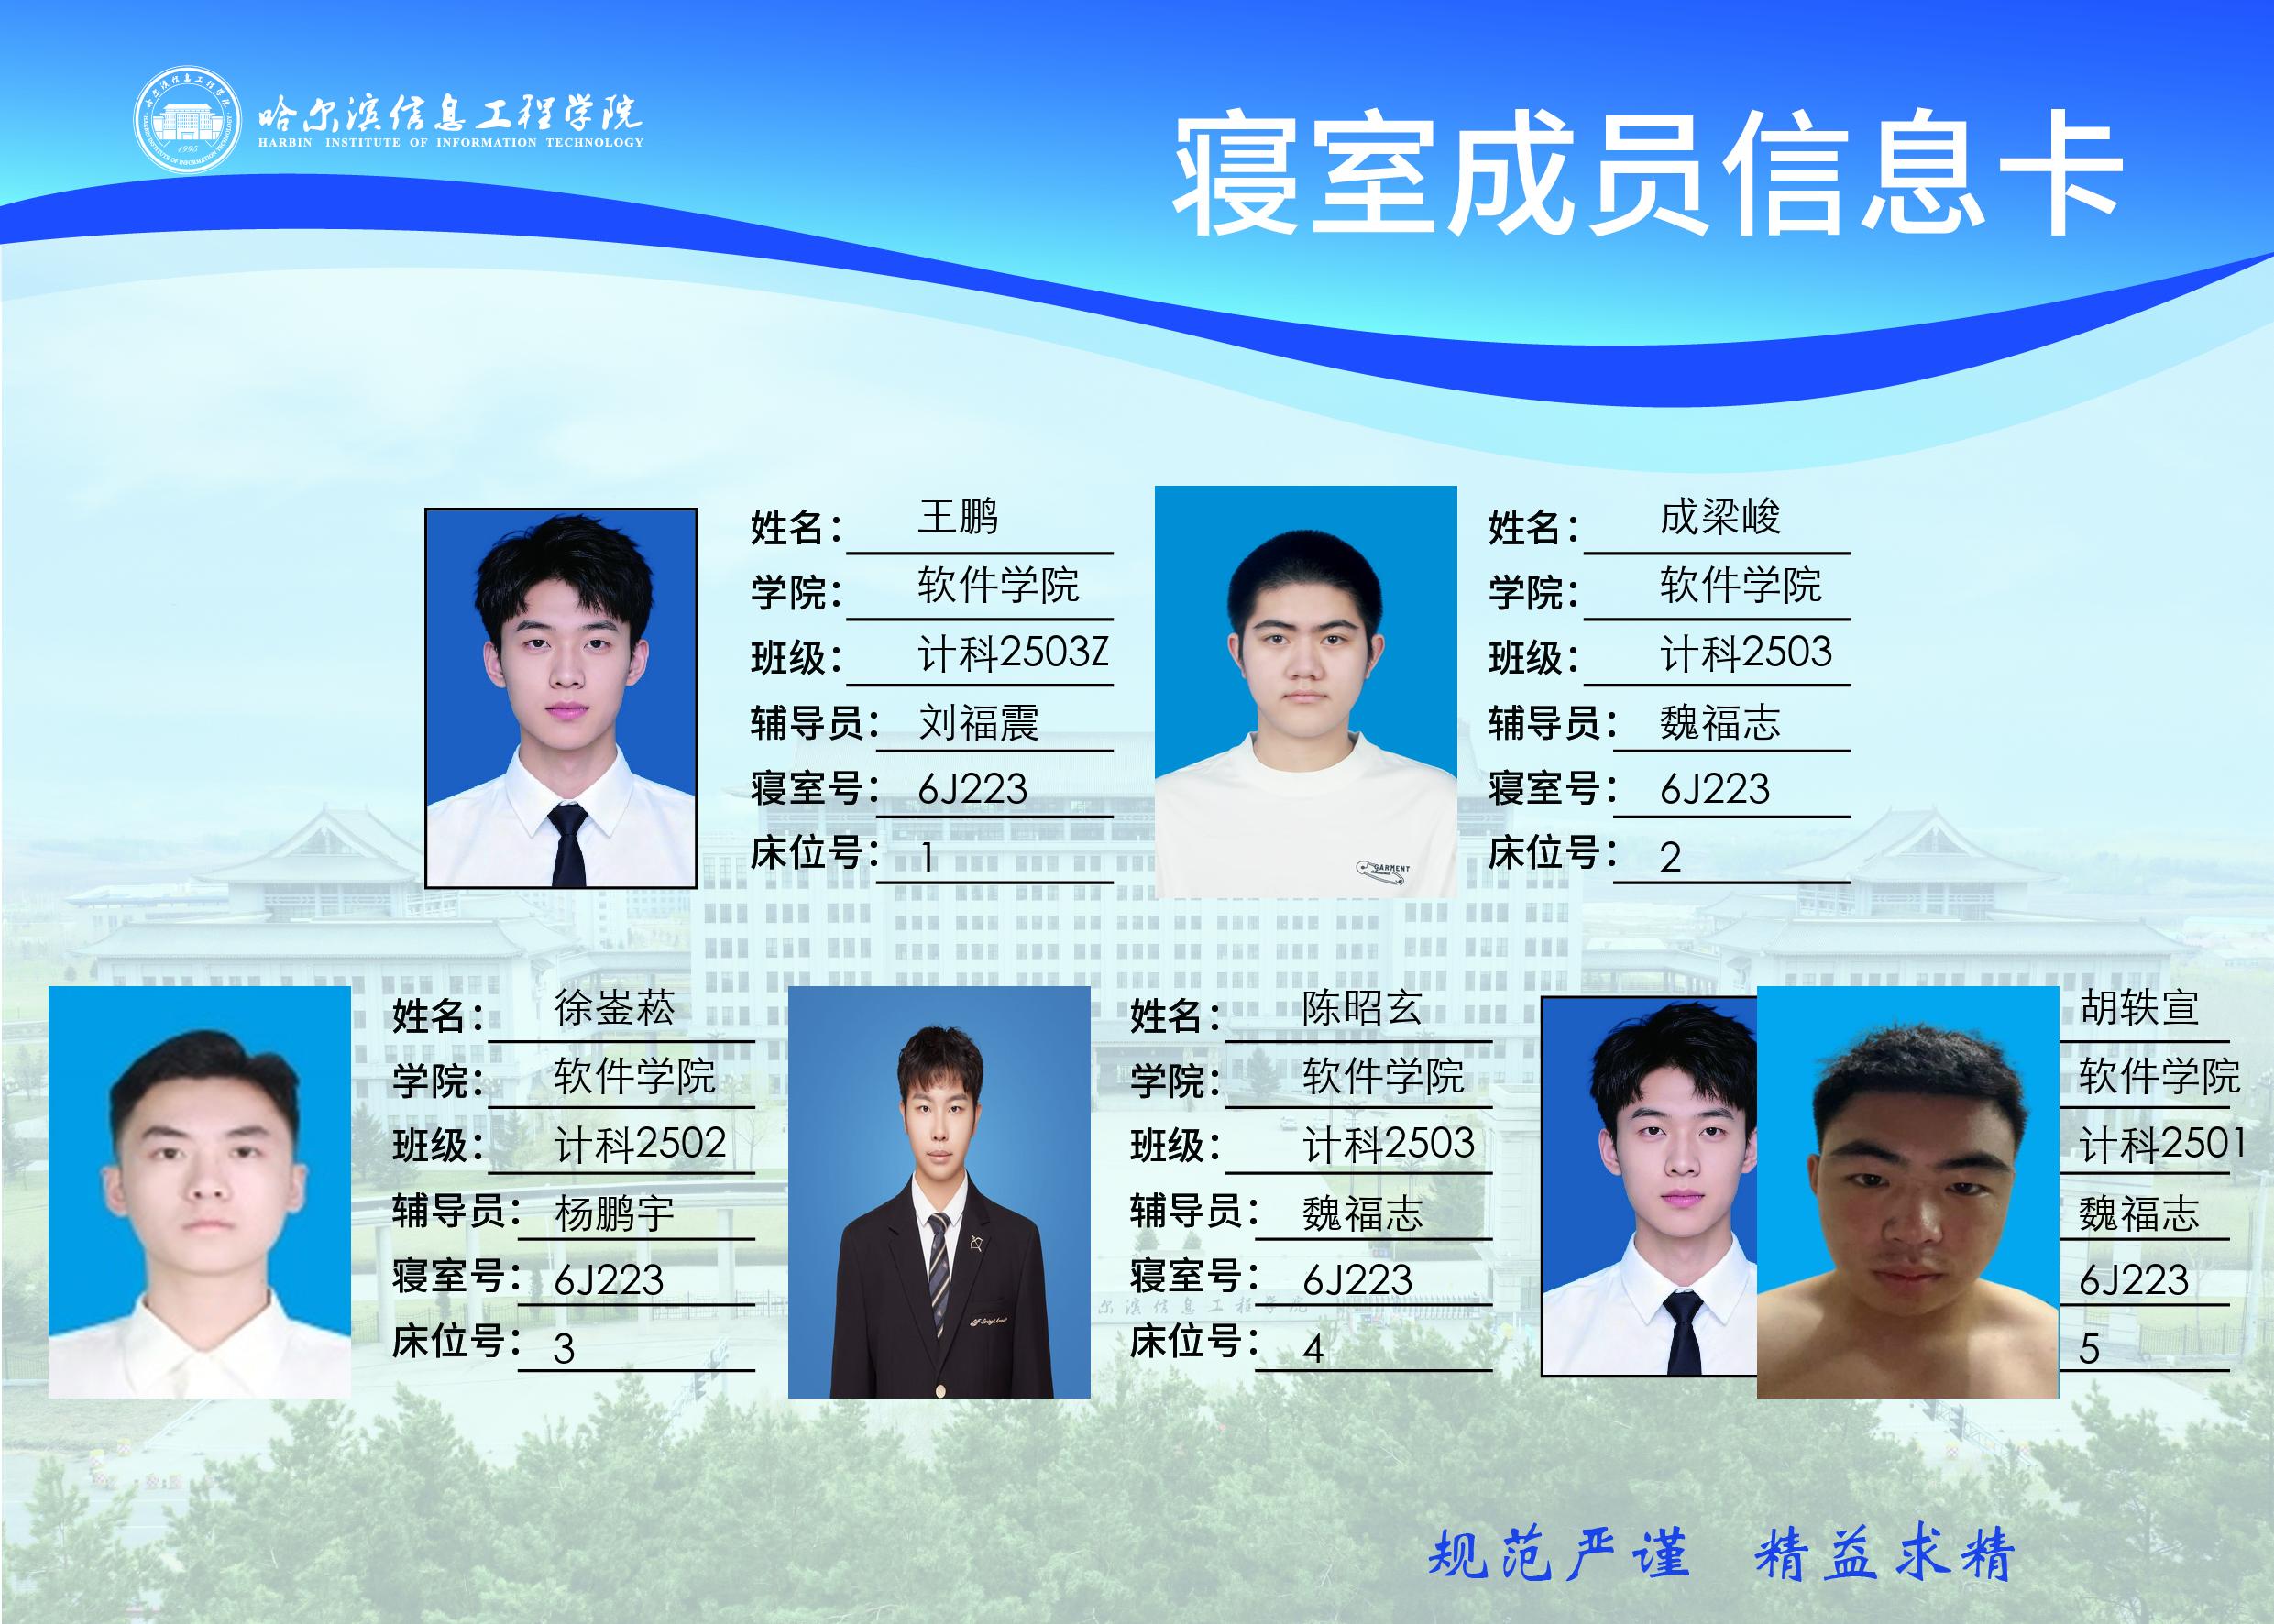 哈尔滨信息工程学院
HARBIN INSTITUTE OF INFORMATION TECHNOLOGY
1995
寝室成员信息卡
姓名： 王鹏
学院： 软件学院
班级： 计科2503Z
辅导员： 刘福震
寝室号： 6J223
床位号： 1
姓名： 成梁峻
学院： 软件学院
班级： 计科2503
辅导员： 魏福志
寝室号： 6J223
床位号： 2
GARMENT
姓名： 徐崟菘
学院： 软件学院
班级： 计科2502
辅导员： 杨鹏宇
寝室号： 6J223
床位号： 3
姓名： 陈昭玄
学院： 软件学院
班级： 计科2503
辅导员： 魏福志
寝室号： 6J223
床位号： 4
胡轶宣
软件学院
计科2501
魏福志
6J223
5
规范严谨 精益求精